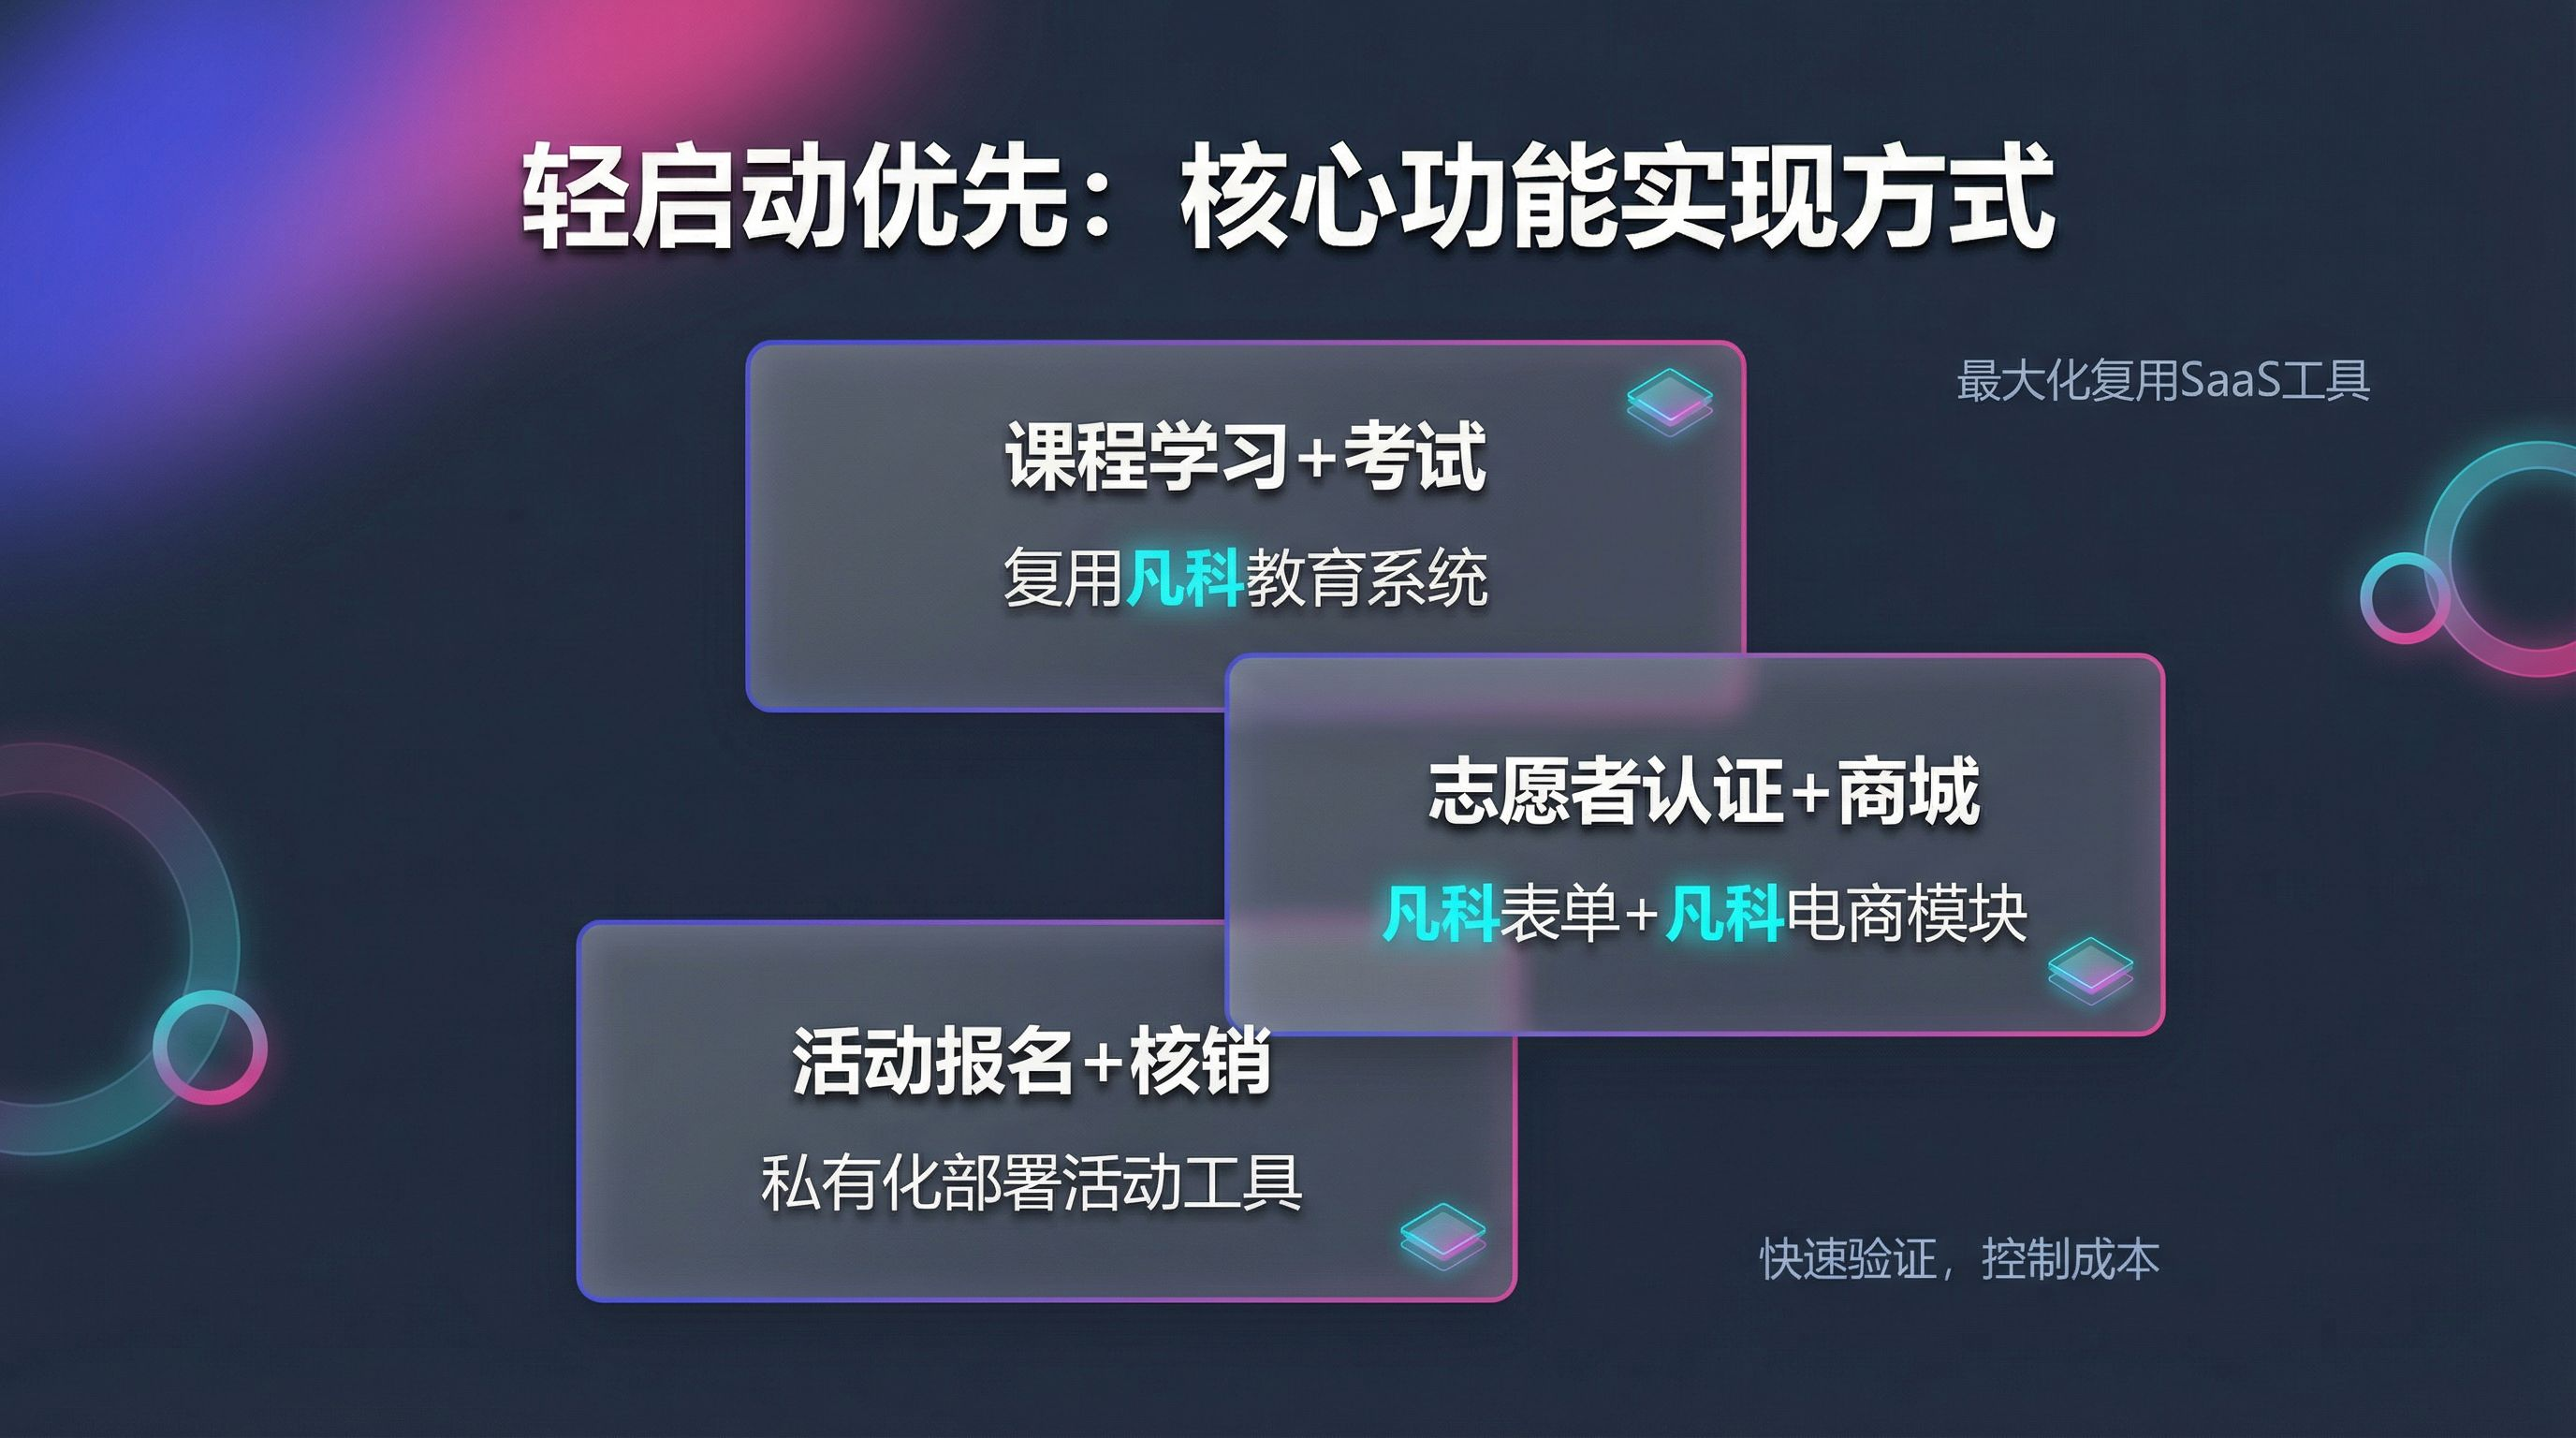 轻启动优先：核心功能实现方式
最大化复用SaaS工具
课程学习+考试
复用凡科教育系统
志愿者认证+商城
凡科表单+凡科电商模块
活动报名+核销
私有化部署活动工具
快速验证，控制成本